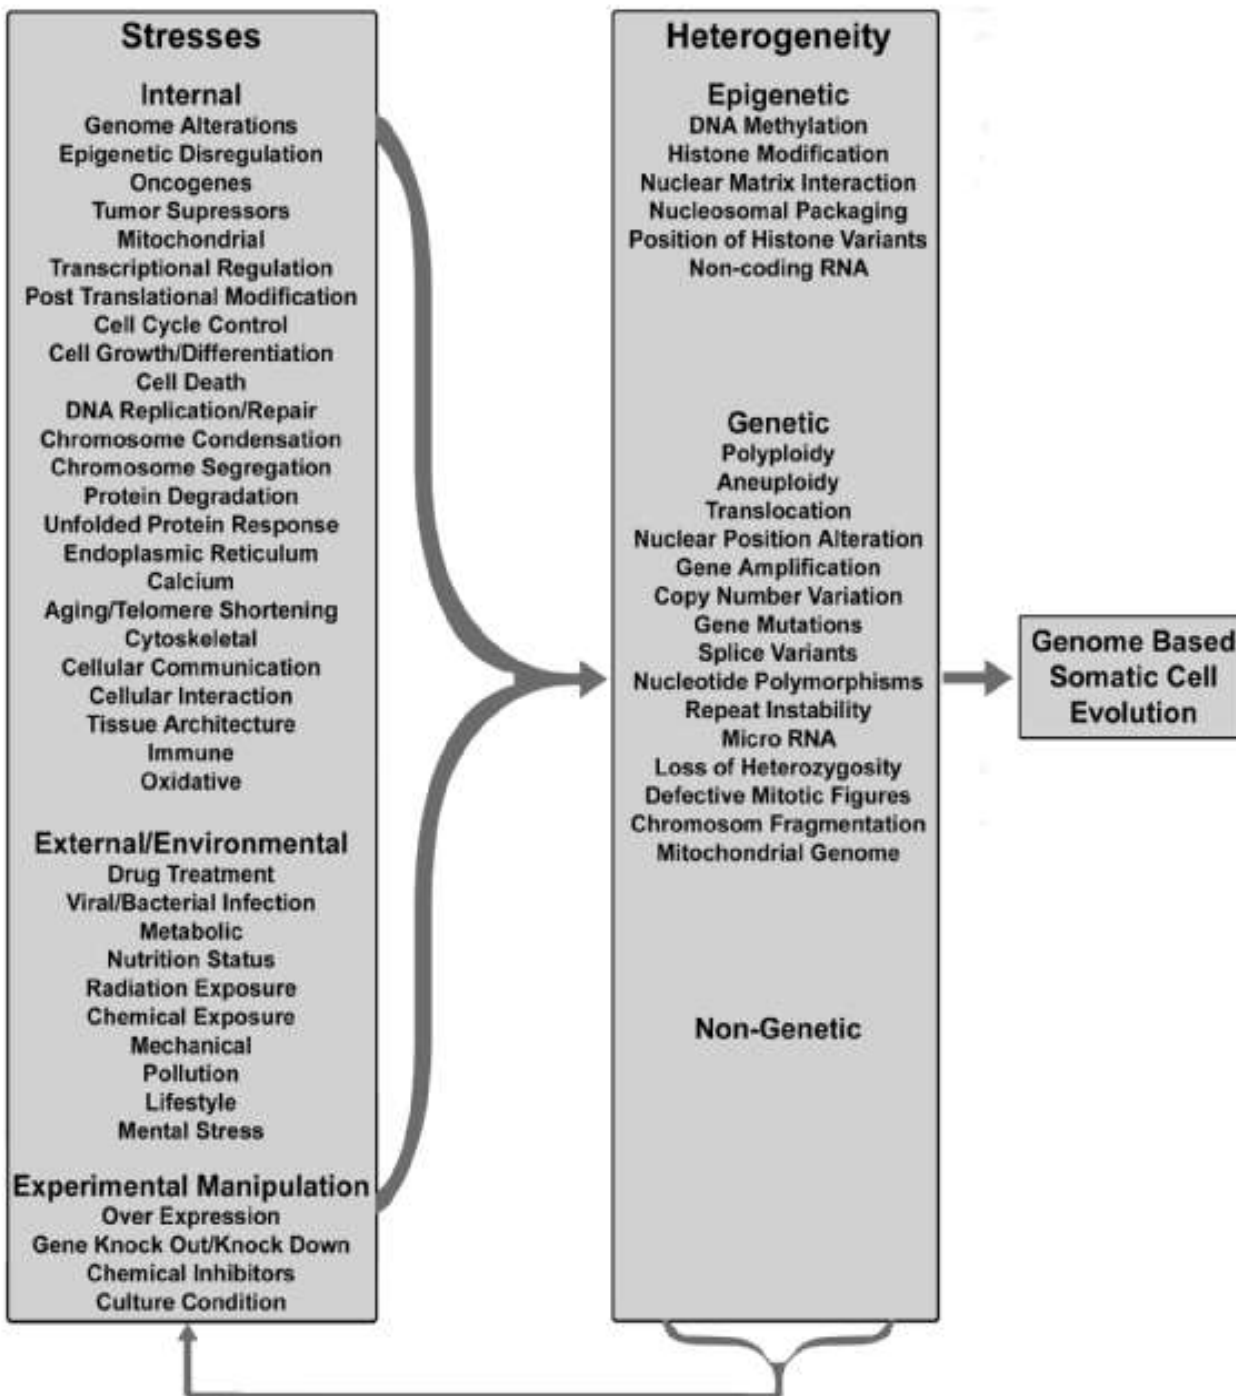 Stresses
Internal
Genome Alterations
Epigenetic Disregulation
Oncogenes
Tumor Supressors
Mitochondrial
Transcriptional Regulation
Post Translational Modification
Cell Cycle Control
Cell Growth/Differentiation
Cell Death
DNA Replication/Repair
Chromosome Condensation
Chromosome Segregation
Protein Degradation
Unfolded Protein Response
Endoplasmic Reticulum
Calcium
Aging/Telomere Shortening
Cytoskeletal
Cellular Communication
Cellular Interaction
Tissue Architecture
Immune
Oxidative
External/Environmental
Drug Treatment
Viral/Bacterial Infection
Metabolic
Nutrition Status
Radiation Exposure
Chemical Exposure
Mechanical
Pollution
Lifestyle
Mental Stress
Experimental Manipulation
Over Expression
Gene Knock Out/Knock Down
Chemical Inhibitors
Culture Condition
Heterogeneity
Epigenetic
DNA Methylation
Histone Modification
Nuclear Matrix Interaction
Nucleosomal Packaging
Position of Histone Variants
Non-coding RNA
Genetic
Polyploidy
Aneuploidy
Translocation
Nuclear Position Alteration
Gene Amplification
Copy Number Variation
Gene Mutations
Splice Variants
Nucleotide Polymorphisms
Repeat Instability
Micro RNA
Loss of Heterozygosity
Defective Mitotic Figures
Chromosom Fragmentation
Mitochondrial Genome
Non-Genetic
Genome Based
Somatic Cell
Evolution